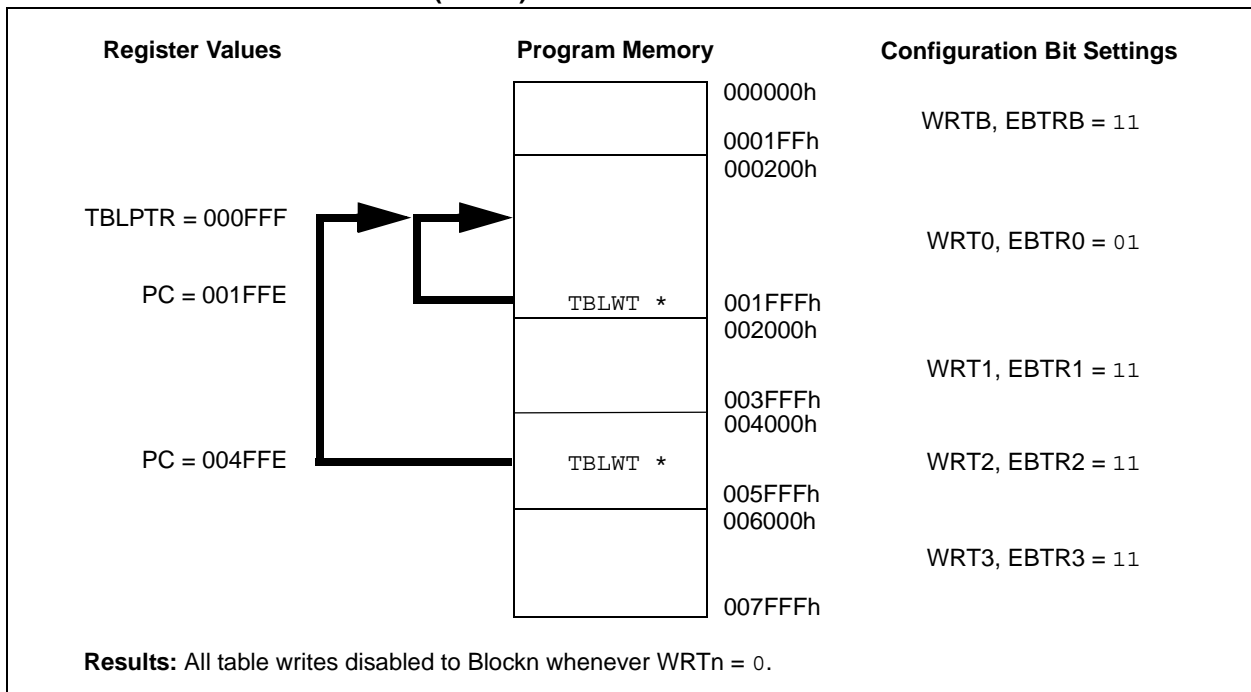 Register Values Program Memory Configuration Bit Settings
000000h
WRTB, EBTRB = 11
0001FFh
000200h
TBLPTR = 000FFF
WRT0, EBTR0 = 01
PC = 001FFE
TBLWT *
001FFFh
002000h
WRT1, EBTR1 = 11
003FFFh
004000h
PC = 004FFE
TBLWT *
WRT2, EBTR2 = 11
005FFFh
006000h
WRT3, EBTR3 = 11
007FFFh
Results: All table writes disabled to Blockn whenever WRTn = 0.